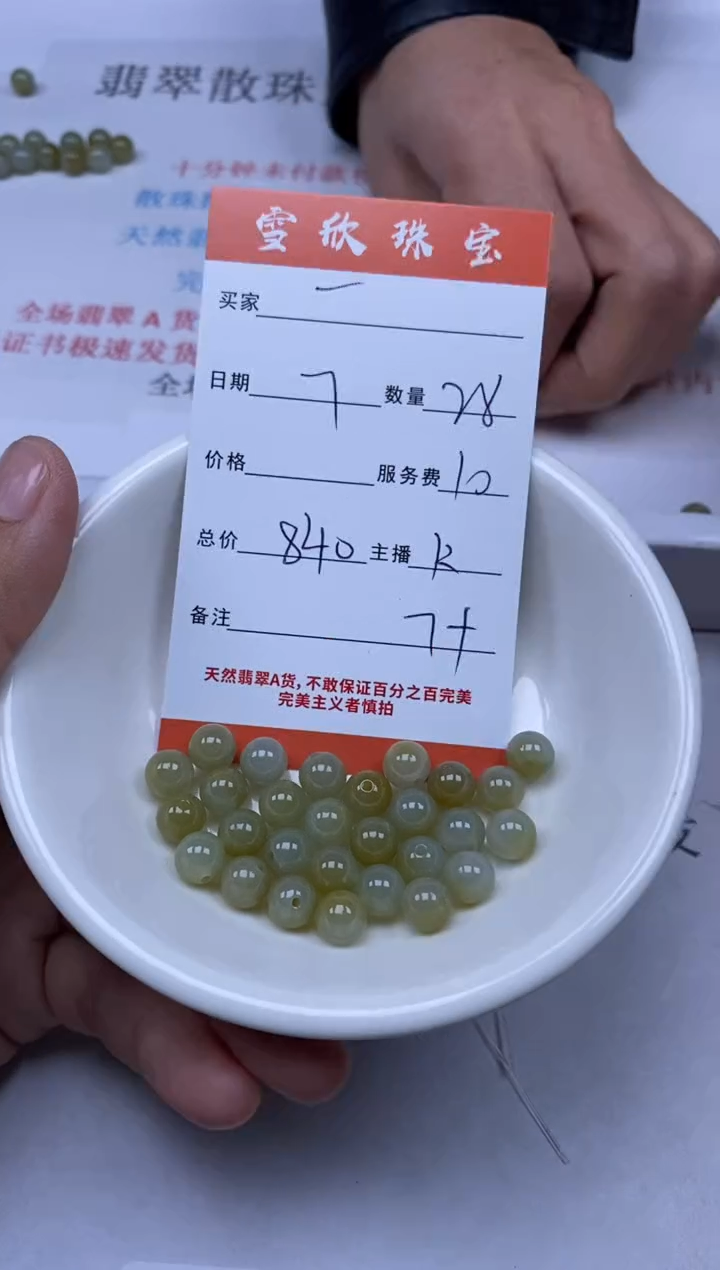 翡翠散珠
十分钟未付款
散珠
天然翡
完
全场翡翠 A 货
证书极速发货
全场
雪欣珠宝
买家 一
日期 7 数量 28
价格 服务费 10
总价 840 主播 k
备注 7+
天然翡翠A货,不敢保证百分之百完美
完美主义者慎拍